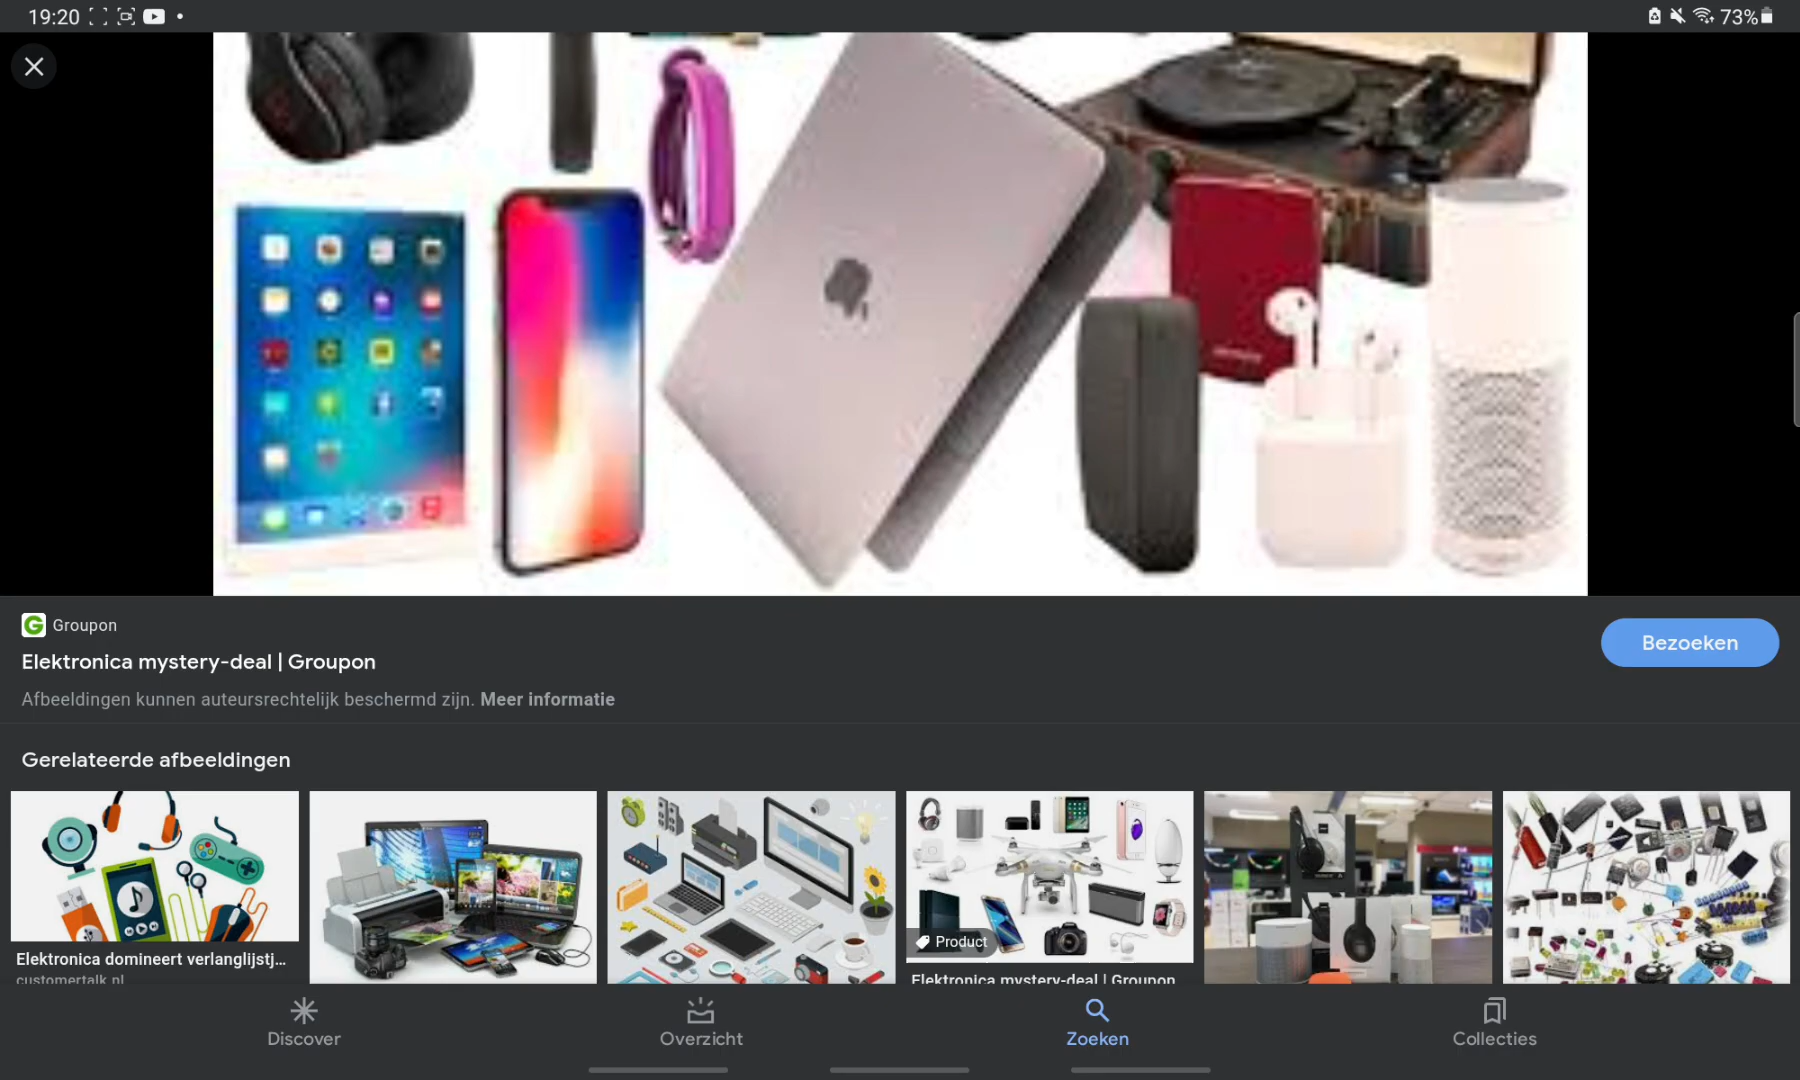 19:20
73%
Groupon
Elektronica mystery-deal | Groupon
Bezoeken
Afbeeldingen kunnen auteursrechtelijk beschermd zijn. Meer informatie
Gerelateerde afbeeldingen
Product
Elektronica domineert verlanglijstj...
customertalk.nl
Elektronica mystery-deal | Groupon
Discover
Overzicht
Zoeken
Collecties